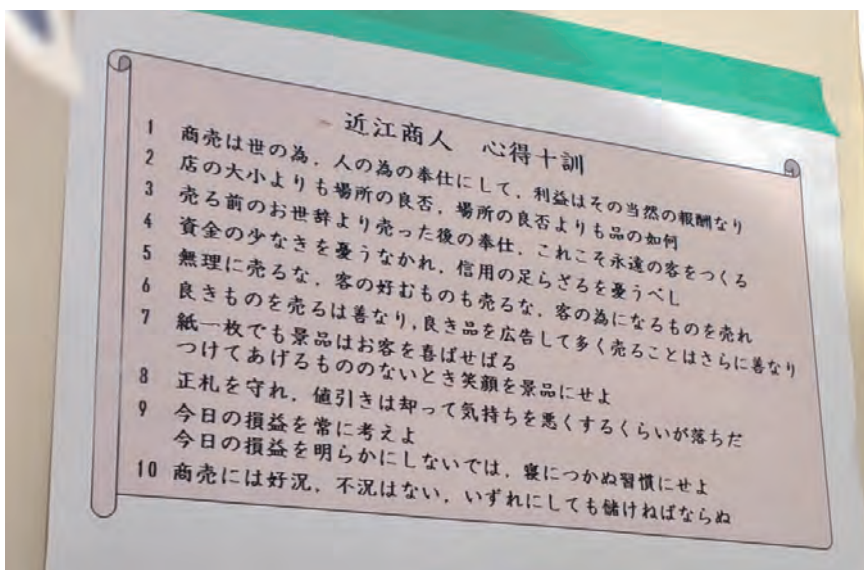 近江商人 心得十訓
1 商売は世の為，人の為の奉仕にして，利益はその当然の報酬なり
2 店の大小よりも場所の良否，場所の良否よりも品の如何
3 売る前のお世辞より売った後の奉仕，これこそ永遠の客をつくる
4 資金の少なきを憂うなかれ，信用の足らざるを憂うべし
5 無理に売るな，客の好むものも売るな，客の為になるものを売れ
6 良きものを売るは善なり，良き品を広告して多く売ることはさらに善なり
7 紙一枚でも景品はお客を喜ばせばる
つけてあげるもののないとき笑顔を景品にせよ
8 正札を守れ，値引きは却って気持ちを悪くするくらいが落ちだ
9 今日の損益を常に考えよ
今日の損益を明らかにしないでは，寝につかぬ習慣にせよ
10 商売には好況，不況はない，いずれにしても儲けねばならぬ